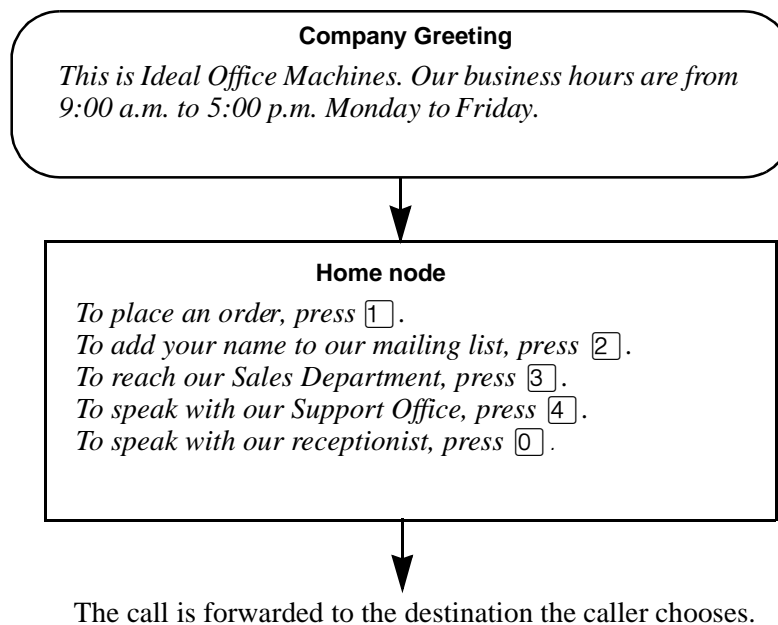 Company Greeting
This is Ideal Office Machines. Our business hours are from
9:00 a.m. to 5:00 p.m. Monday to Friday.
Home node
To place an order, press 1 .
To add your name to our mailing list, press 2 .
To reach our Sales Department, press 3 .
To speak with our Support Office, press 4 .
To speak with our receptionist, press 0 .
The call is forwarded to the destination the caller chooses.